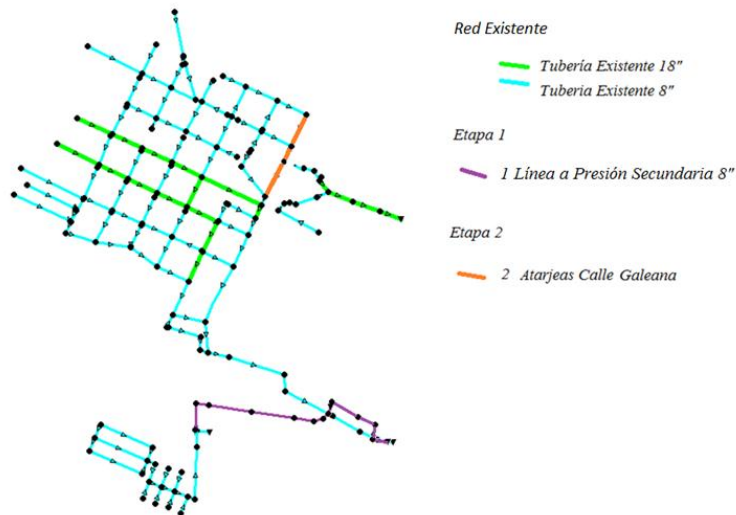 Red Existente
Tubería Existente 18"
Tuberia Existente 8"
Etapa 1
1 Línea a Presión Secundaria 8"
Etapa 2
2 Atarjeas Calle Galeana